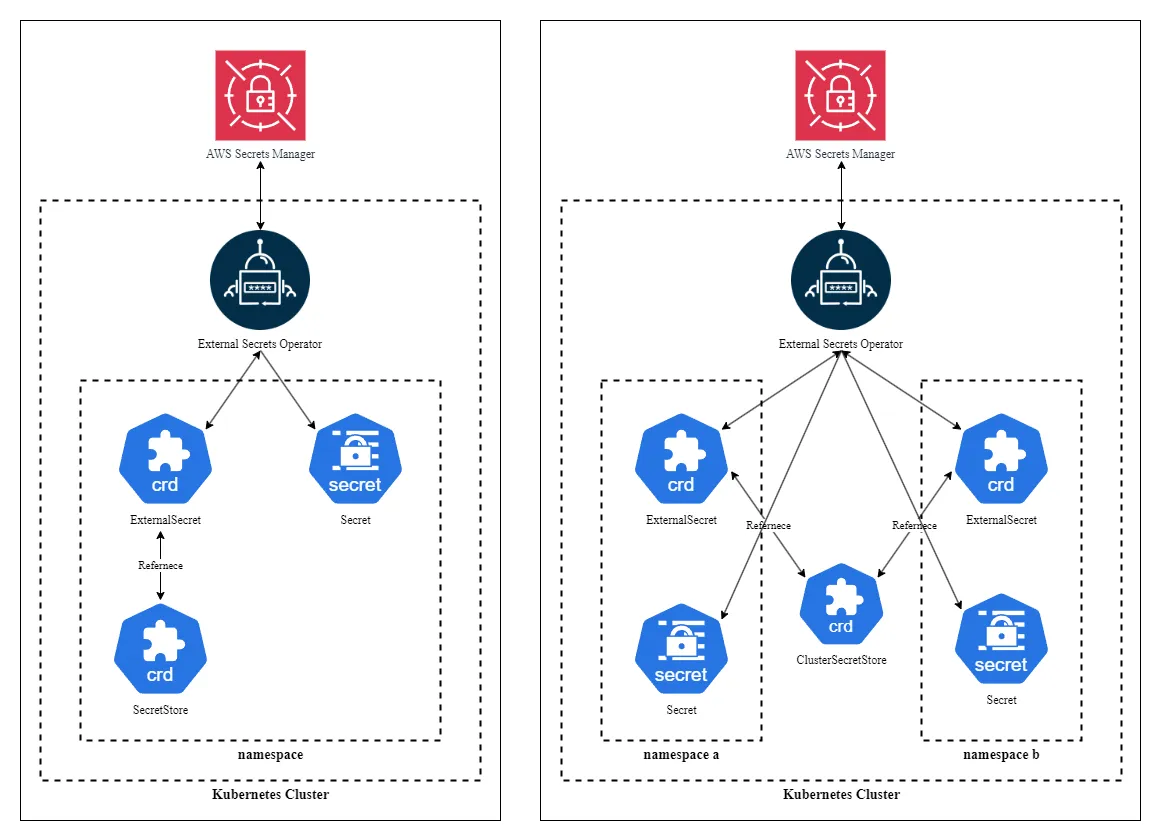 AWS Secrets Manager
****
External Secrets Operator
crd
secret
ExternalSecret
Secret
Refernece
crd
SecretStore
namespace
Kubernetes Cluster
AWS Secrets Manager
****
External Secrets Operator
crd
crd
ExternalSecret
ExternalSecret
Refernece
Refernece
crd
ClusterSecretStore
secret
secret
Secret
Secret
namespace a
namespace b
Kubernetes Cluster